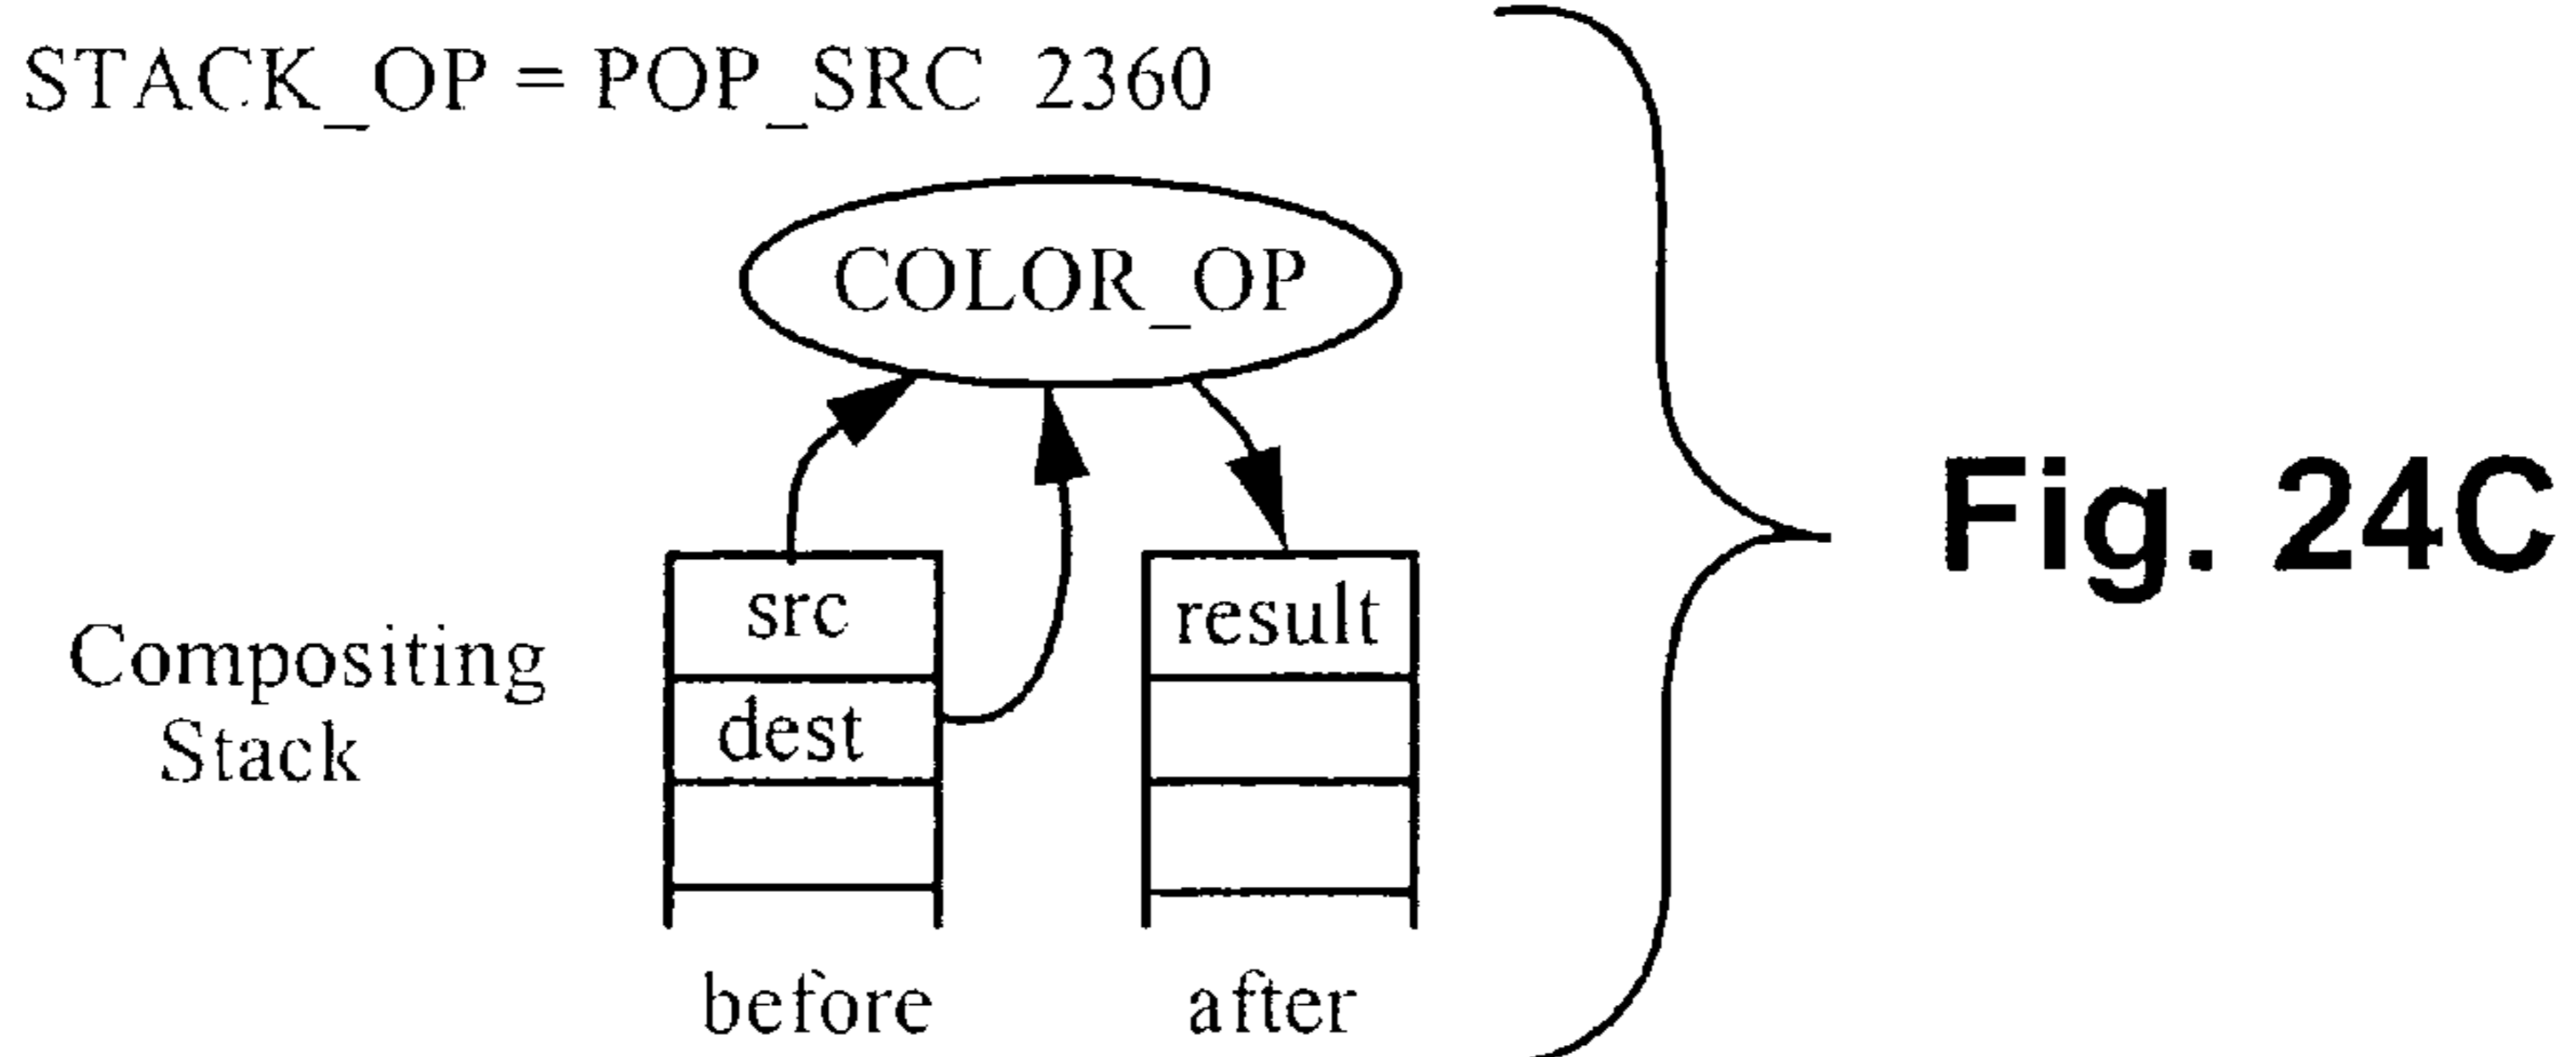 STACK_OP = POP_SRC 2360
COLOR_OP
src
dest
result
Compositing
Stack
before
after
Fig. 24C